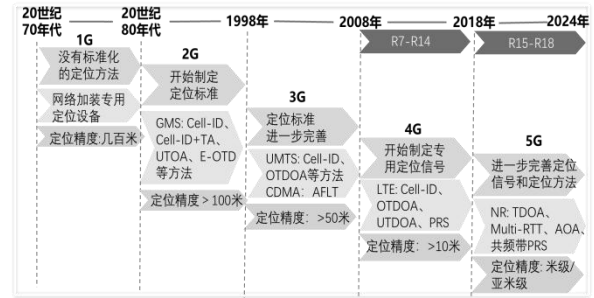 20世纪
70年代
20世纪
80年代
1998年
2008年
2018年
2024年
R7-R14
R15-R18
1G
没有标准化
的定位方法
网络加装专用
定位设备
定位精度:几百米
2G
开始制定
定位标准
GMS: Cell-ID、
Cell-ID+TA、
UTOA、E-OTD
等方法
定位精度 > 100米
3G
定位标准
进一步完善
UMTS: Cell-ID、
OTDOA等方法
CDMA: AFLT
定位精度: >50米
4G
开始制定专
用定位信号
LTE: Cell-ID、
OTDOA、
UTDOA、PRS
定位精度: >10米
5G
进一步完善定位
信号和定位方法
NR: TDOA、
Multi-RTT、AOA、
共频带PRS
定位精度: 米级/
亚米级